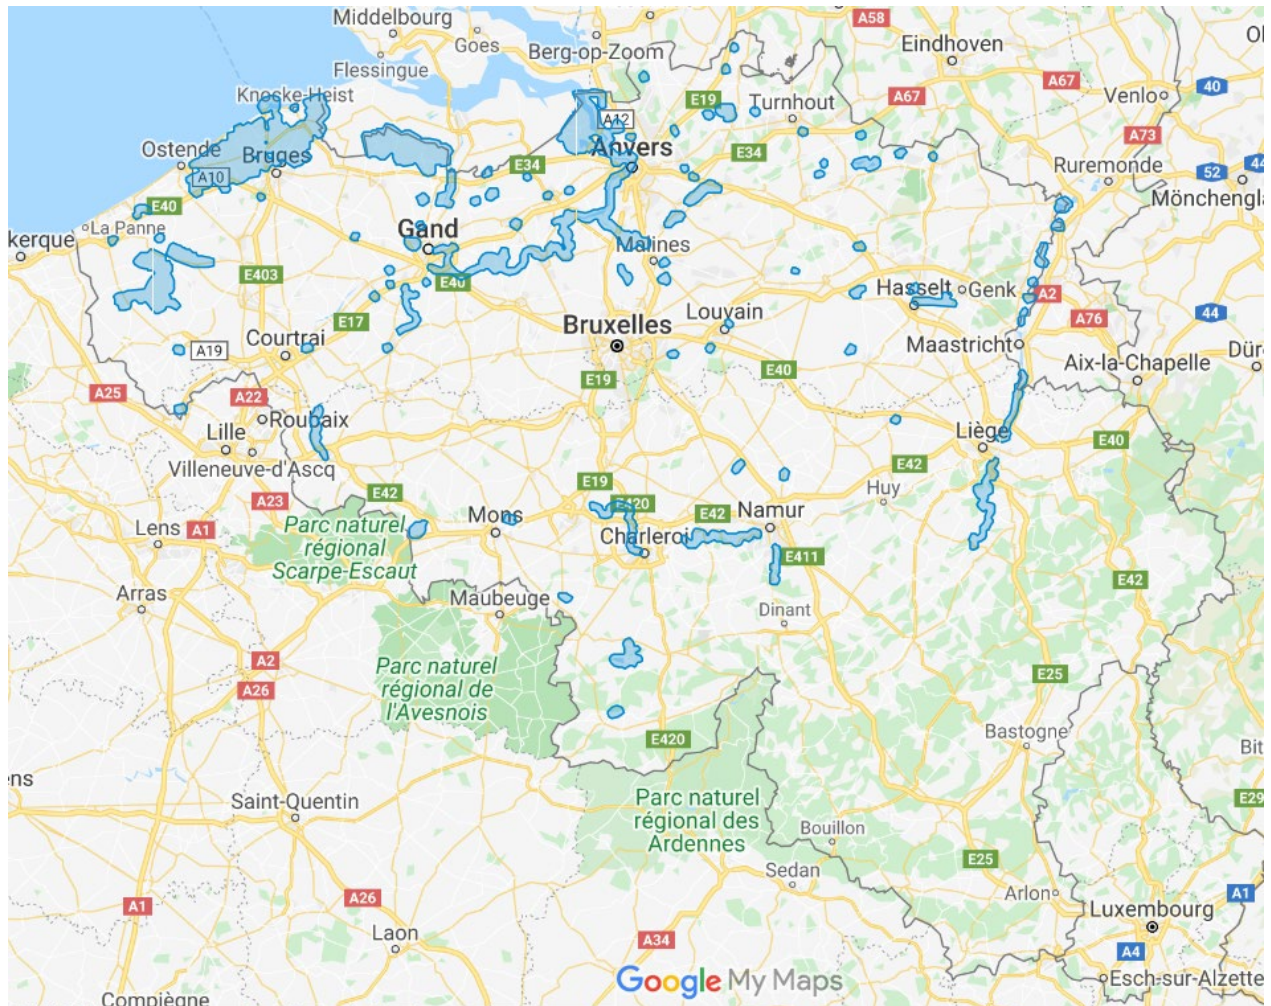 Middelbourg
Goes
Berg-op-Zoom
A58
Eindhoven
Flessingue
A67
40
Knocke-Heist
E19
Turnhout
A67
Venlo
A12
A73
Ostende
Bruges
E34
Anvers
E34
Ruremonde
52
44
A10
Mönchengla
E40
La Panne
Gand
Malines
kerque
E403
E40
Hasselt
Genk
A2
E17
Bruxelles
Louvain
A76
44
Courtrai
A19
Maastricht
Aix-la-Chapelle
Dür
A25
A22
E19
E40
Roubaix
Lille
Liège
E40
Villeneuve-d'Ascq
E42
E19
E42
Huy
A23
E420
Lens
A1
Parc naturel
régional
Scarpe-Escaut
Mons
E42
Namur
Charleroi
E411
Arras
Maubeuge
Dinant
E42
A2
Parc naturel
régional de
l'Avesnois
E25
A26
E420
Bastogne
Bit
ens
Saint-Quentin
Parc naturel
régional des
Ardennes
E29
Bouillon
E25
Sedan
A26
Arlon
A1
A1
Luxembourg
Laon
A34
A4
Google My Maps
Esch-sur-Alzette
Compiègne